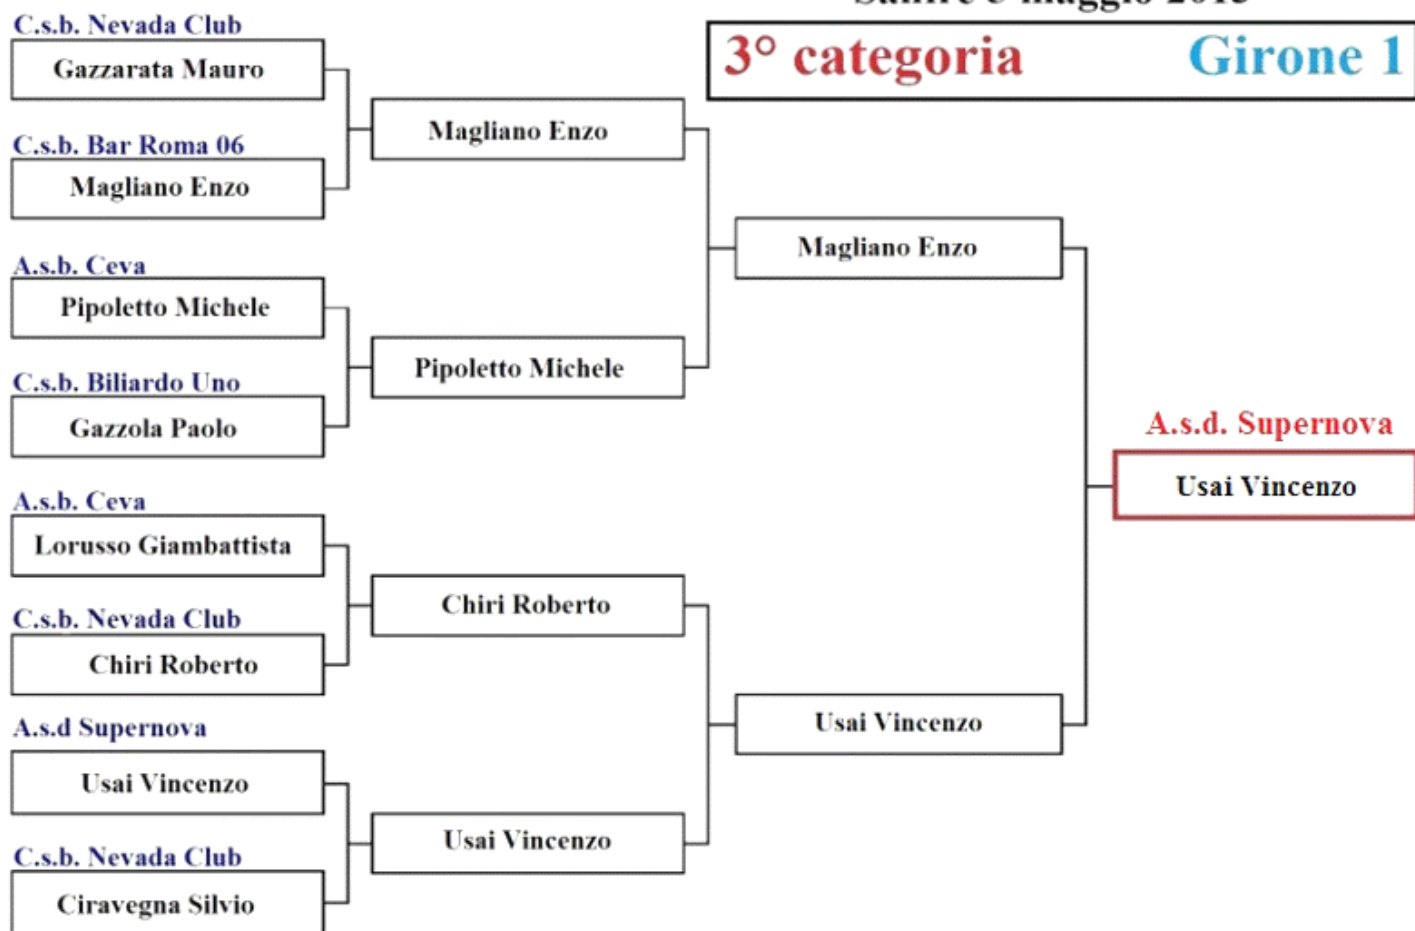 maggio 2013
3° categoria Girone 1
C.s.b. Nevada Club
Gazzarata Mauro
C.s.b. Bar Roma 06
Magliano Enzo
A.s.b. Ceva
Pipoletto Michele
C.s.b. Biliardo Uno
Gazzola Paolo
A.s.b. Ceva
Lorusso Giambattista
C.s.b. Nevada Club
Chiri Roberto
A.s.d Supernova
Usai Vincenzo
C.s.b. Nevada Club
Ciravegna Silvio
Magliano Enzo
Pipoletto Michele
Chiri Roberto
Usai Vincenzo
Magliano Enzo
Usai Vincenzo
A.s.d. Supernova
Usai Vincenzo